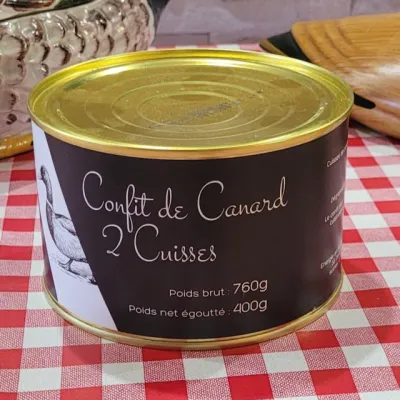 Confit de Canard
2 Cuisses
Poids brut : 760g
Poids net égoutté : 400g